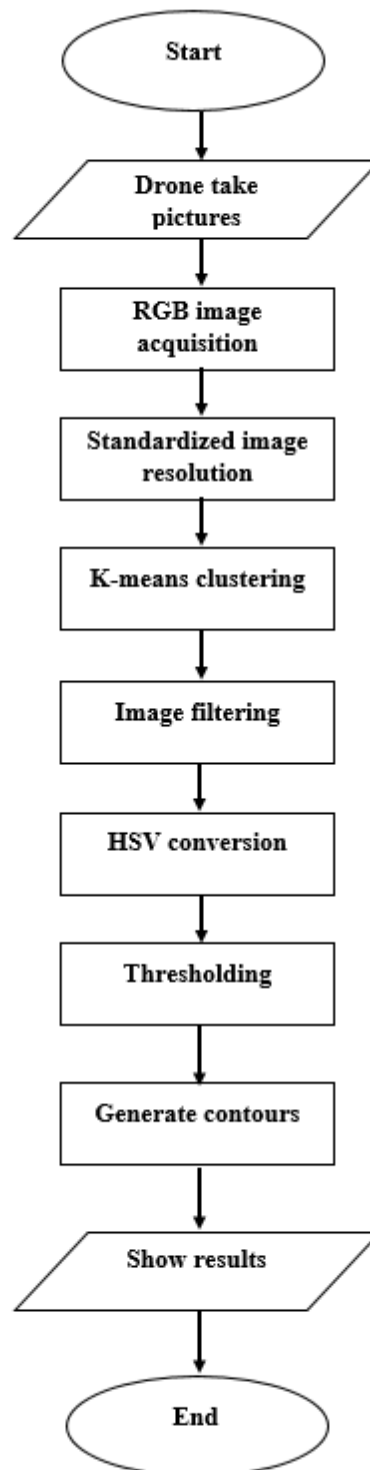 Start
Drone take
pictures
RGB image
acquisition
Standardized image
resolution
K-means clustering
Image filtering
HSV conversion
Thresholding
Generate contours
Show results
End